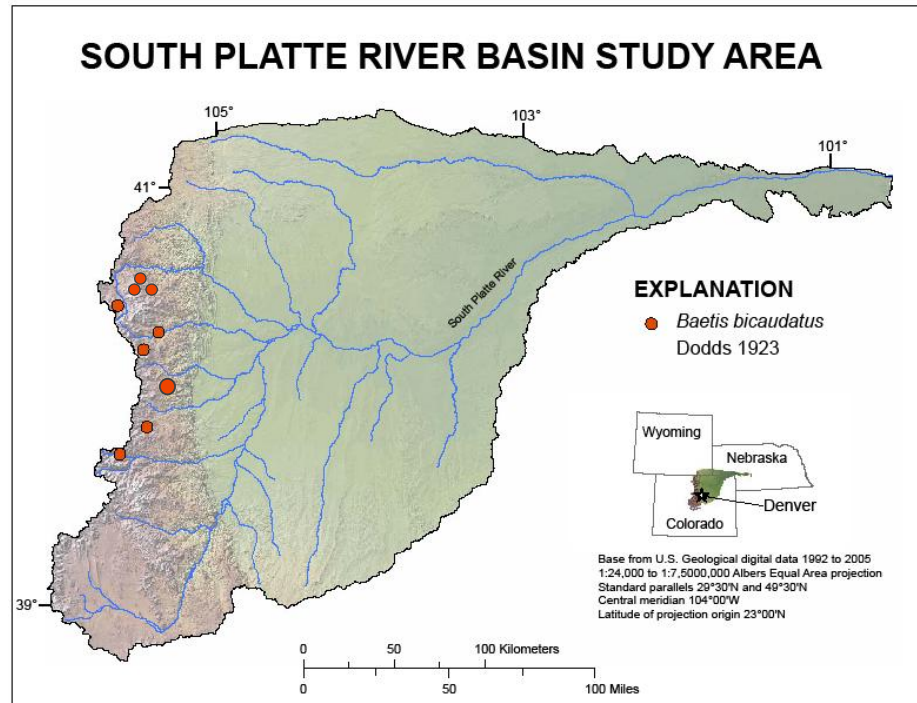 SOUTH PLATTE RIVER BASIN STUDY AREA
105°
103°
101°
41°
South Platte River
EXPLANATION
Baetis bicaudatus
Dodds 1923
Wyoming
Nebraska
Denver
Colorado
Base from U.S. Geological digital data 1992 to 2005
1:24,000 to 1:7,5000,000 Albers Equal Area projection
Standard parallels 29°30'N and 49°30'N
Central meridian 104°00'W
Latitude of projection origin 23°00'N
39°
0 50 100 Kilometers
0 50 100 Miles